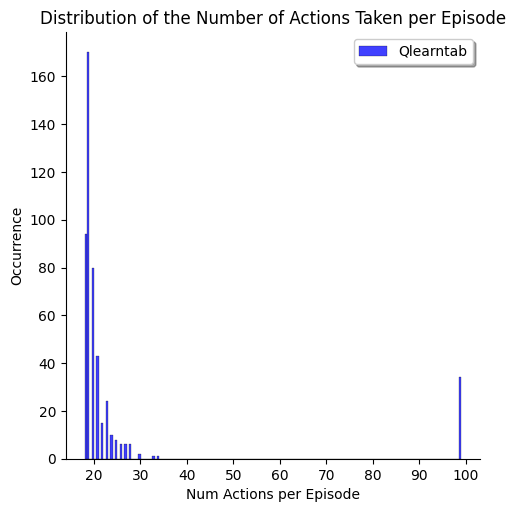 Distribution of the Number of Actions Taken per Episode
Qlearntab
160
140
120
100
80
60
40
20
0
Occurrence
20 30 40 50 60 70 80 90 100
Num Actions per Episode